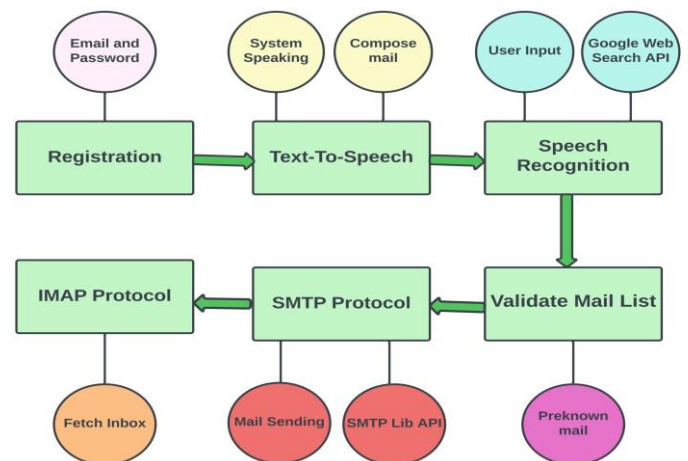 Email and
Password
System
Speaking
Compose
mail
User Input
Google Web
Search API
Registration
Text-To-Speech
Speech
Recognition
IMAP Protocol
SMTP Protocol
Validate Mail List
Fetch Inbox
Mail Sending
SMTP Lib API
Preknown
mail